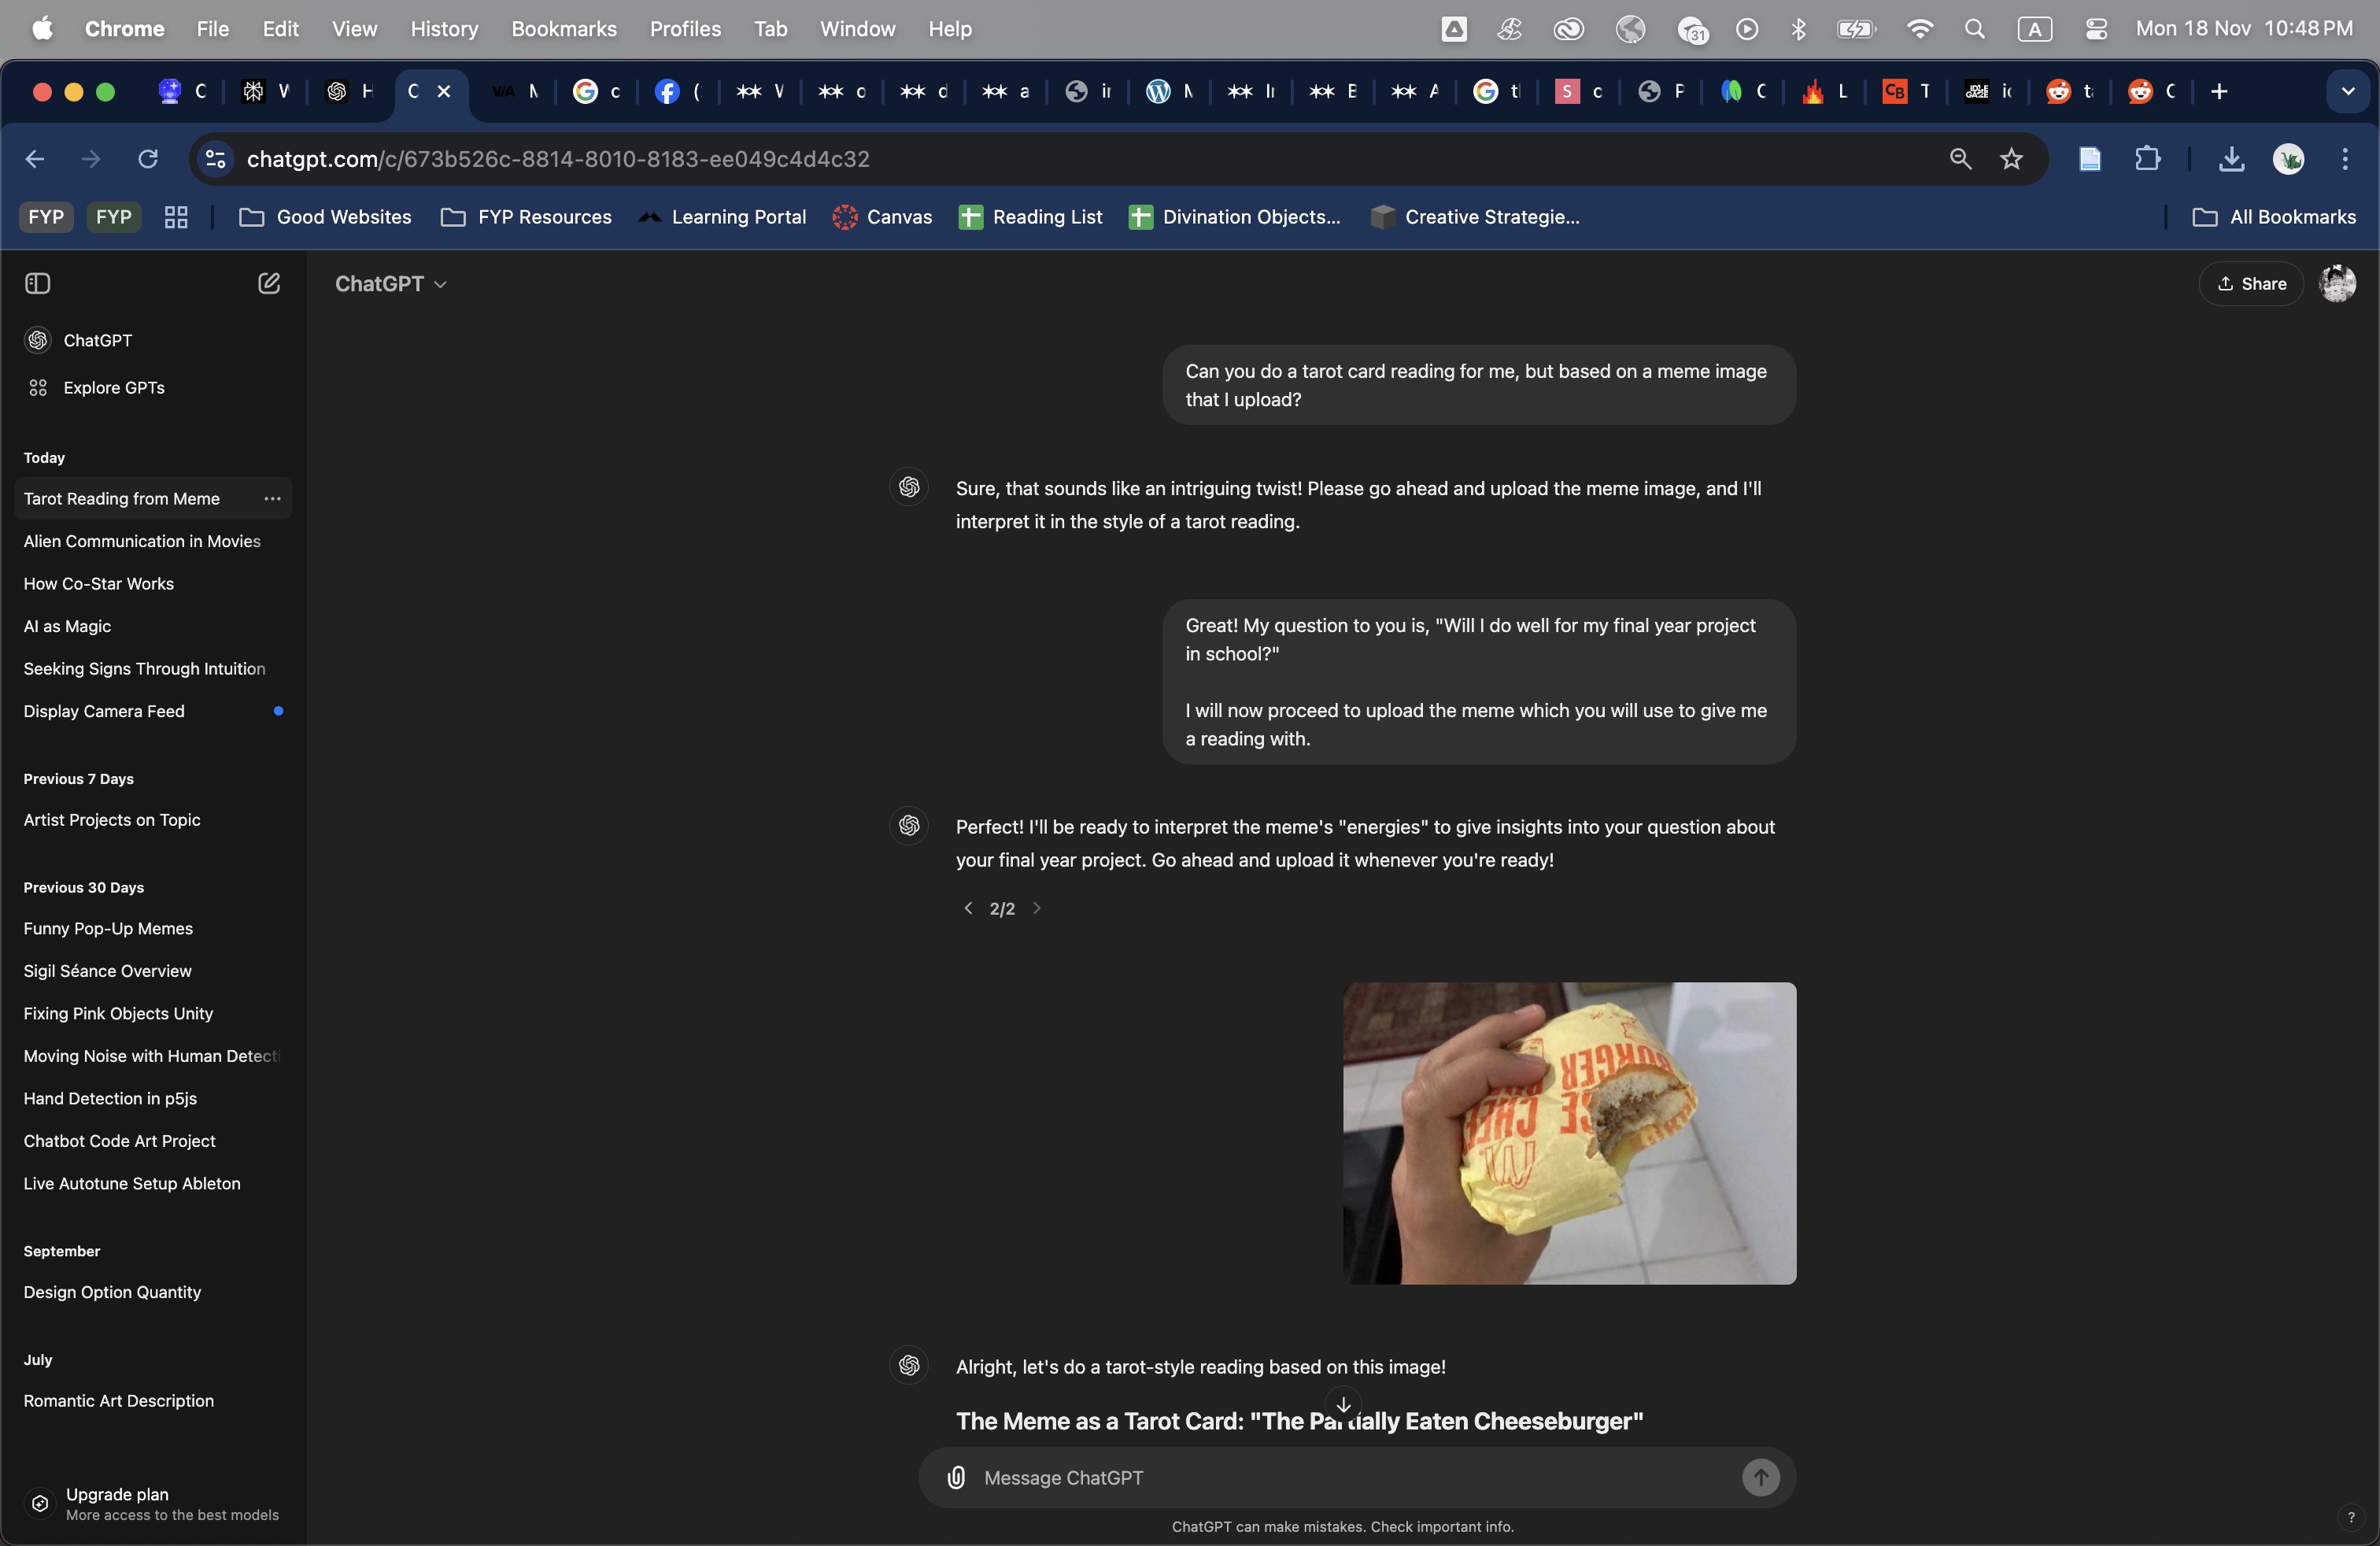 Chrome File Edit View History Bookmarks Profiles Tab Window Help 31 A Mon 18 Nov 10:48 PM
chatgpt.com/c/673b526c-8814-8010-8183-ee049c4d4c32
FYP FYP Good Websites FYP Resources Learning Portal Canvas Reading List Divination Objects... Creative Strategie... All Bookmarks
ChatGPT
Share
ChatGPT
Explore GPTs
Today
Tarot Reading from Meme
Alien Communication in Movies
How Co-Star Works
AI as Magic
Seeking Signs Through Intuition
Display Camera Feed
Previous 7 Days
Artist Projects on Topic
Previous 30 Days
Funny Pop-Up Memes
Sigil Séance Overview
Fixing Pink Objects Unity
Moving Noise with Human Detecti
Hand Detection in p5js
Chatbot Code Art Project
Live Autotune Setup Ableton
September
Design Option Quantity
July
Romantic Art Description
Upgrade plan
More access to the best models
Can you do a tarot card reading for me, but based on a meme image
that I upload?
Sure, that sounds like an intriguing twist! Please go ahead and upload the meme image, and I'll
interpret it in the style of a tarot reading.
Great! My question to you is, "Will I do well for my final year project
in school?"
I will now proceed to upload the meme which you will use to give me
a reading with.
Perfect! I'll be ready to interpret the meme's "energies" to give insights into your question about
your final year project. Go ahead and upload it whenever you're ready!
2/2
Alright, let's do a tarot-style reading based on this image!
The Meme as a Tarot Card: "The Partially Eaten Cheeseburger"
Message ChatGPT
ChatGPT can make mistakes. Check important info.
?